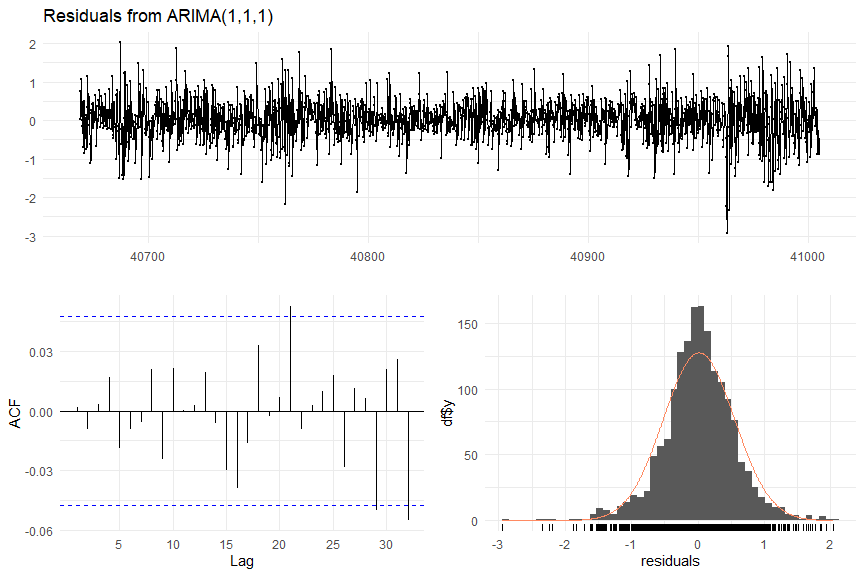 Residuals from ARIMA(1,1,1)
2
1
0
-1
-2
-3
40700 40800 40900 41000
0.03
0.00
-0.03
-0.06
ACF
5 10 15 20 25 30
Lag
150
100
50
0
df$y
-3 -2 -1 0 1 2
residuals